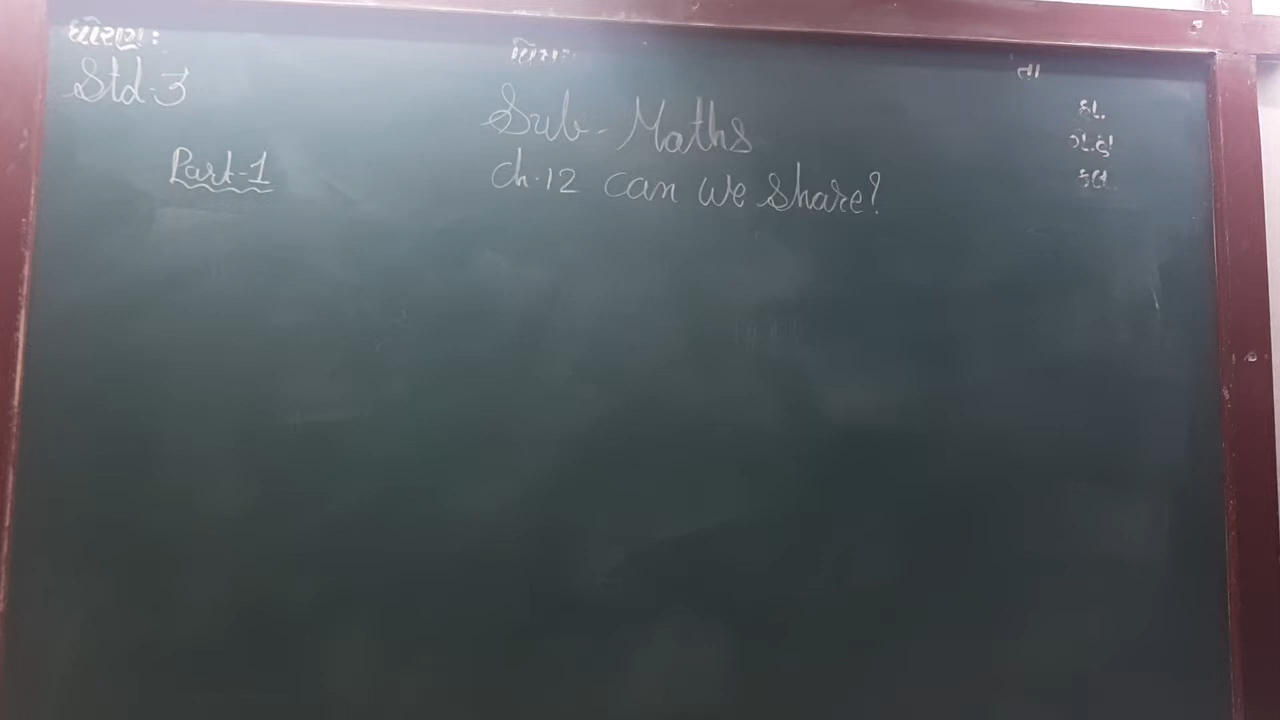 ધોરણ:
વિષય:
તા
Std-3
Sub-Maths
હા.
ગે.હા
કુલ
Part-1
Ch.12 Can We Share?